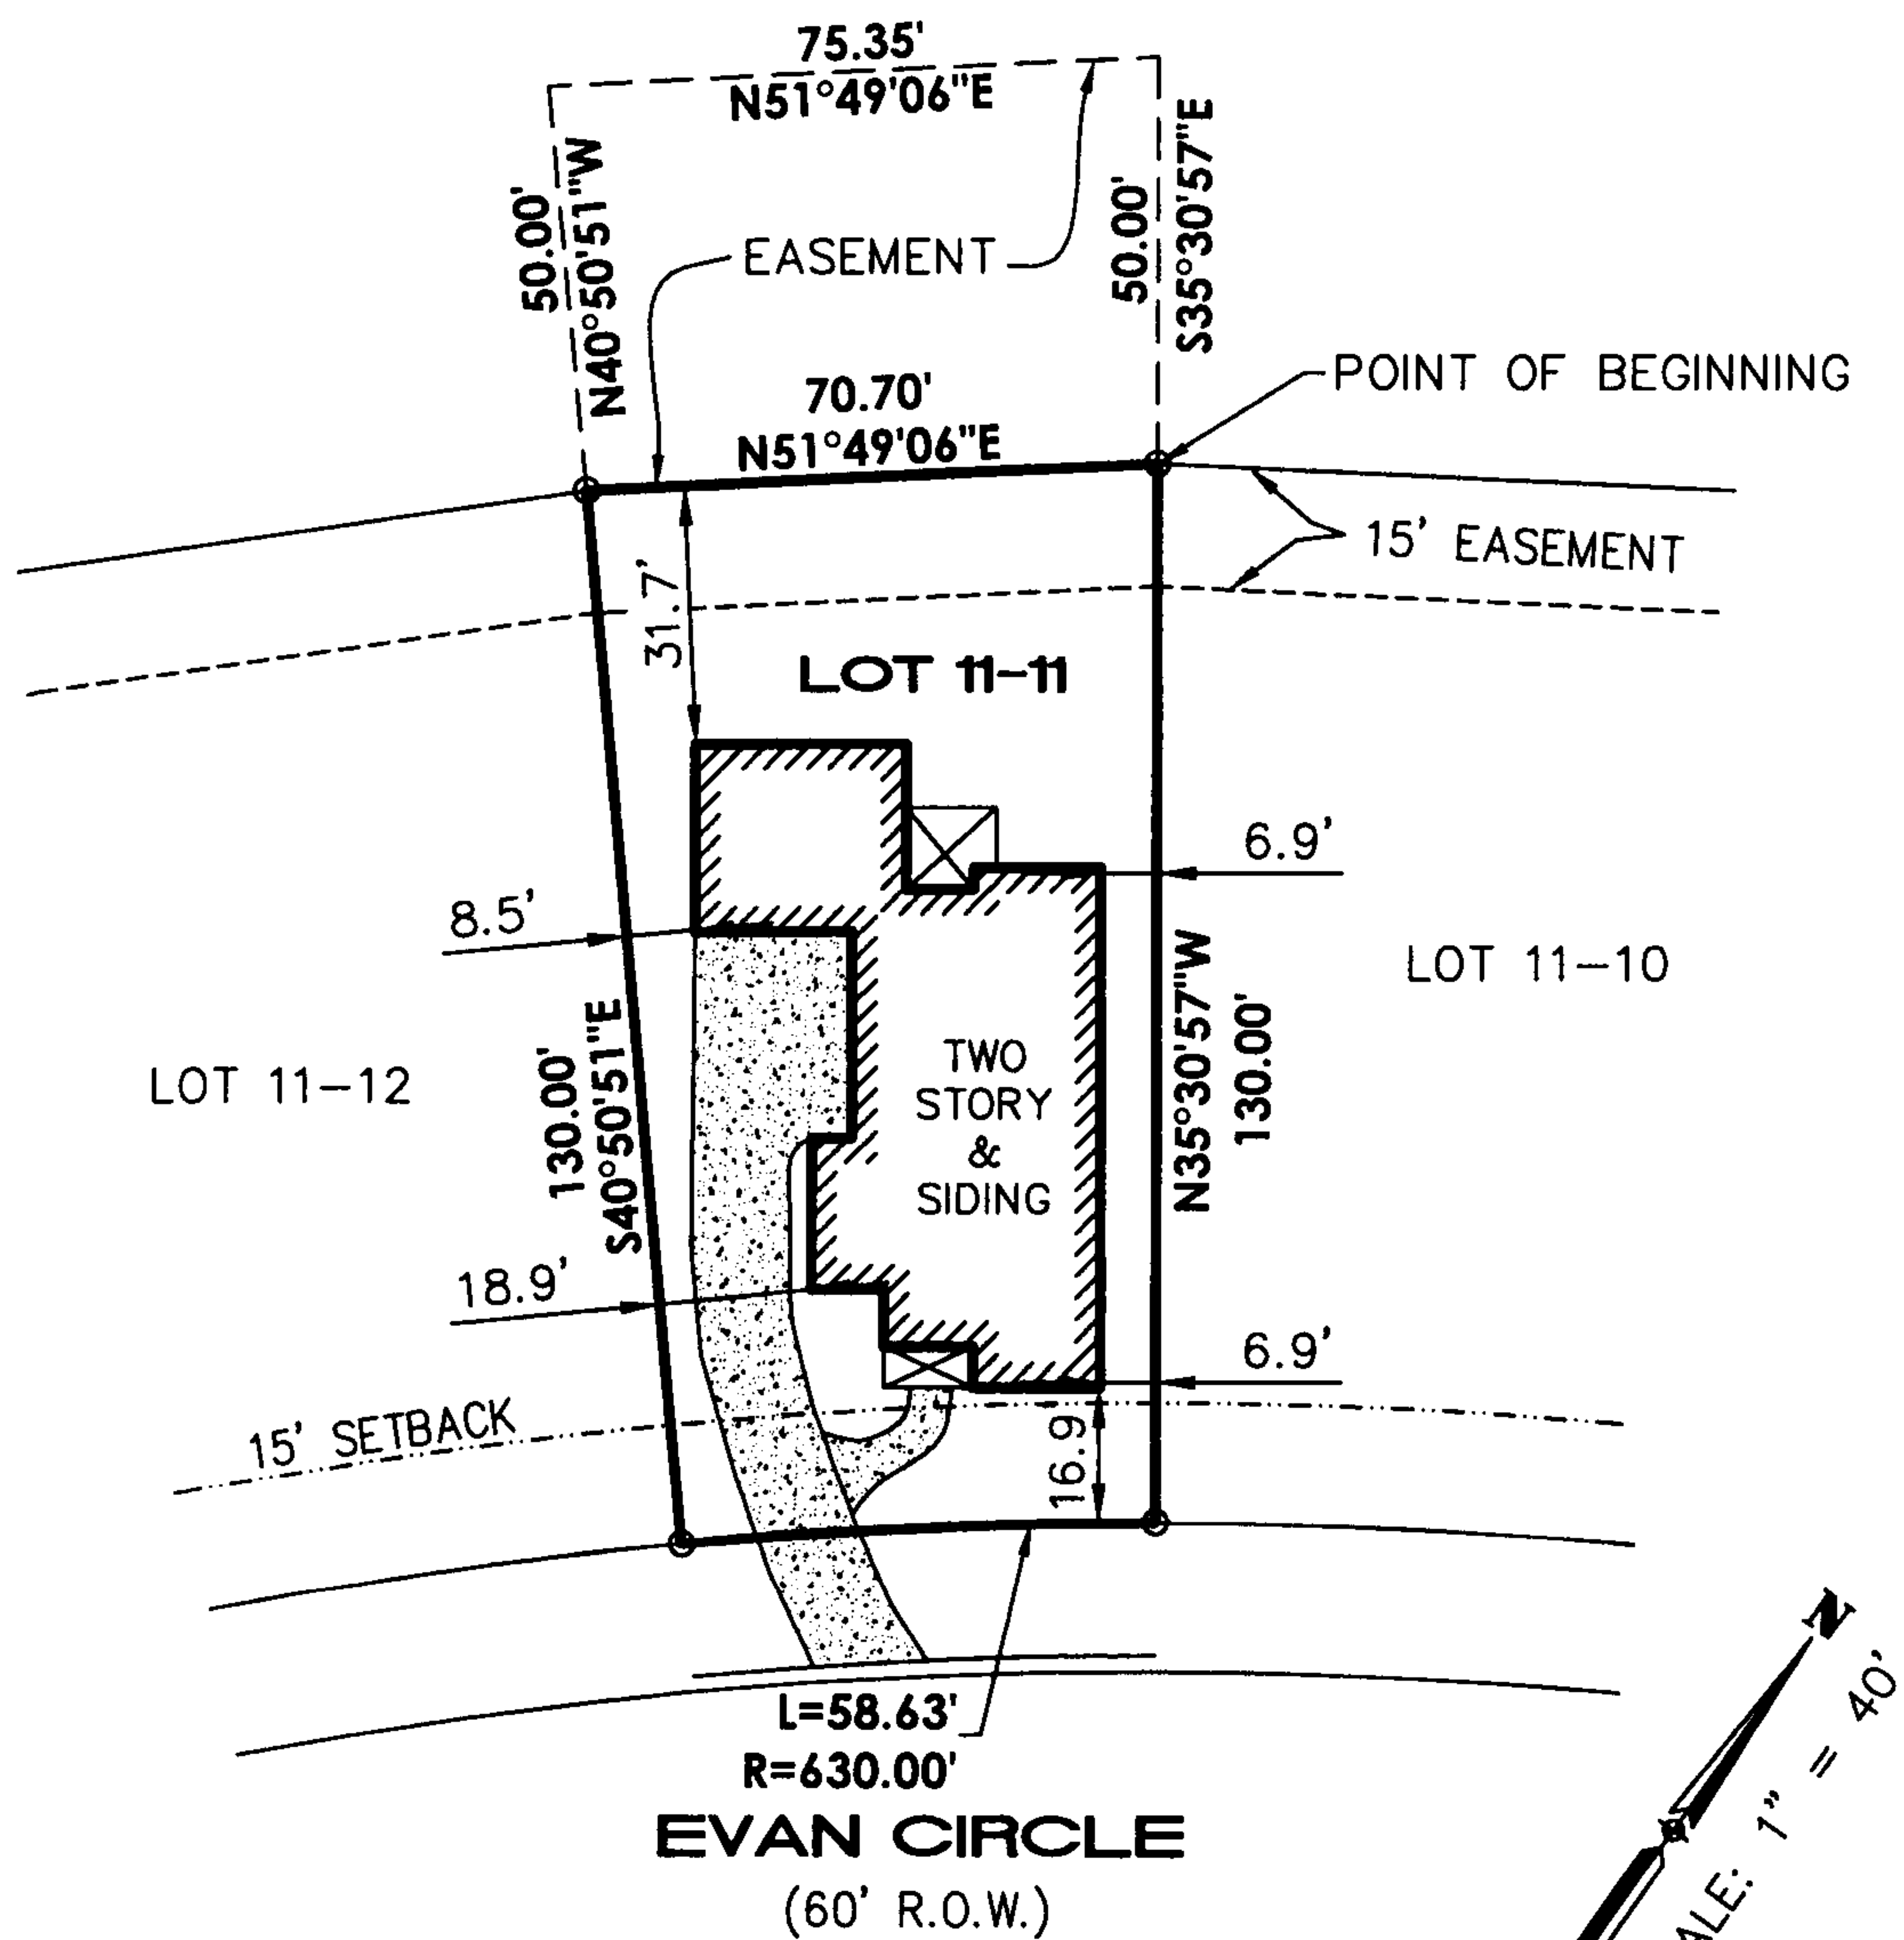 75.35'
N51°49'06"E
50.00'
N40°50'51"W
50.00'
S35°30'57"E
EASEMENT
POINT OF BEGINNING
70.70'
N51°49'06"E
15' EASEMENT
31.7'
LOT 11-11
6.9'
8.5'
LOT 11-10
N35°30'57"W
130.00'
TWO
STORY
&
SIDING
LOT 11-12
130.00'
S40°50'51"E
18.9'
6.9'
15' SETBACK
16.9
N
L=58.63'
R=630.00'
EVAN CIRCLE
(60' R.O.W.)
ALE: 1" = 40'